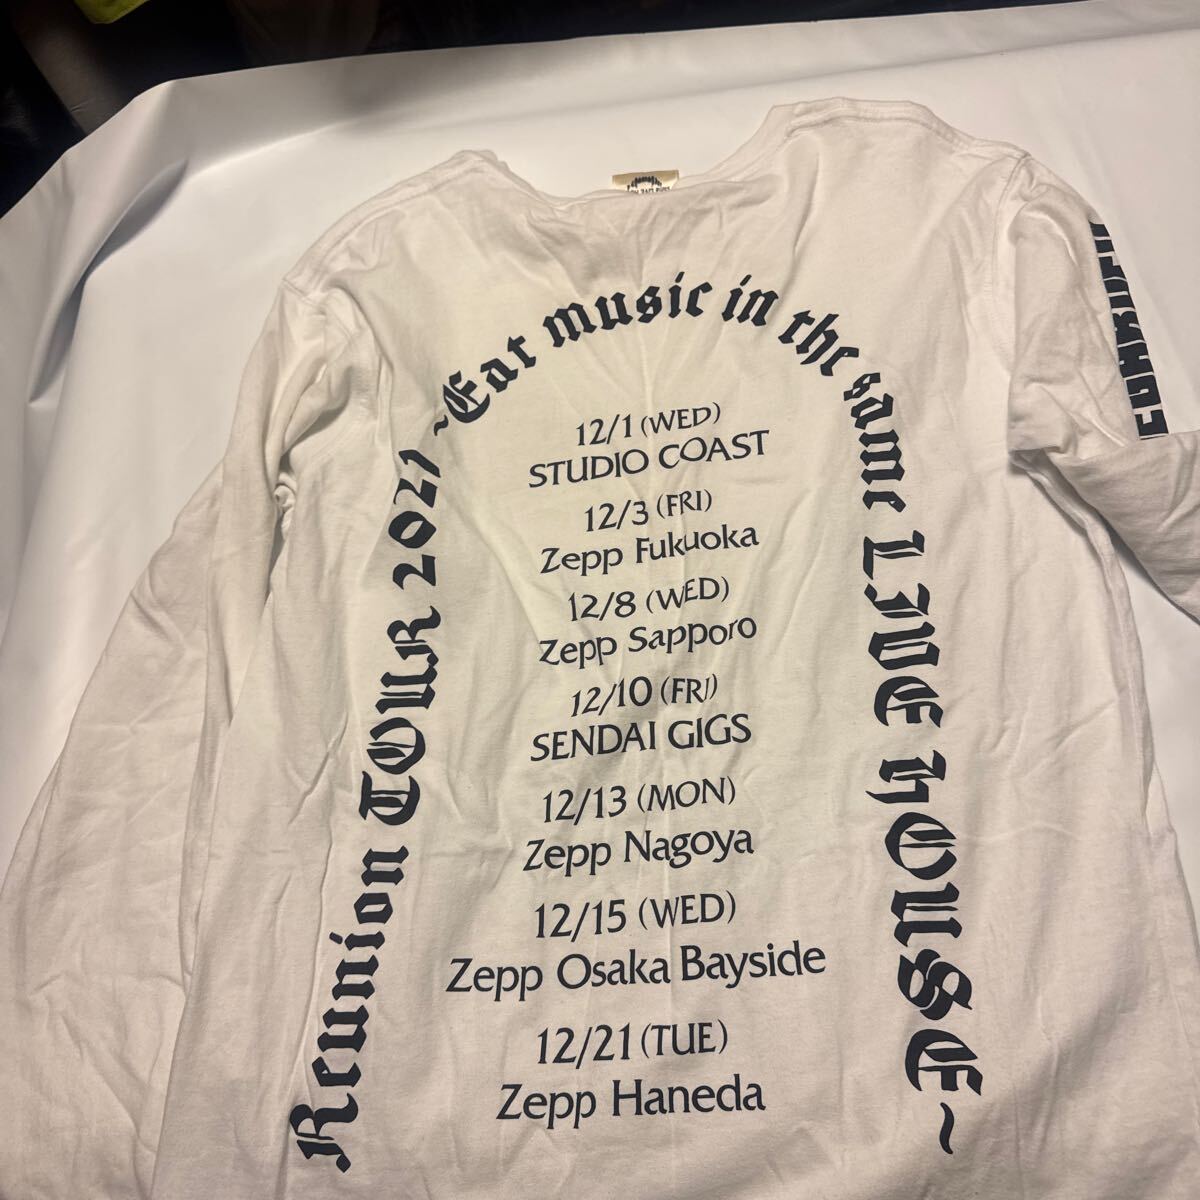 Reunion TOUR 2021 ~Eat music in the same LIVE HOUSE~
12/1 (WED)
STUDIO COAST
12/3 (FRI)
Zepp Fukuoka
12/8 (WED)
Zepp Sapporo
12/10 (FRI)
SENDAI GIGS
12/13 (MON)
Zepp Nagoya
12/15 (WED)
Zepp Osaka Bayside
12/21 (TUE)
Zepp Haneda